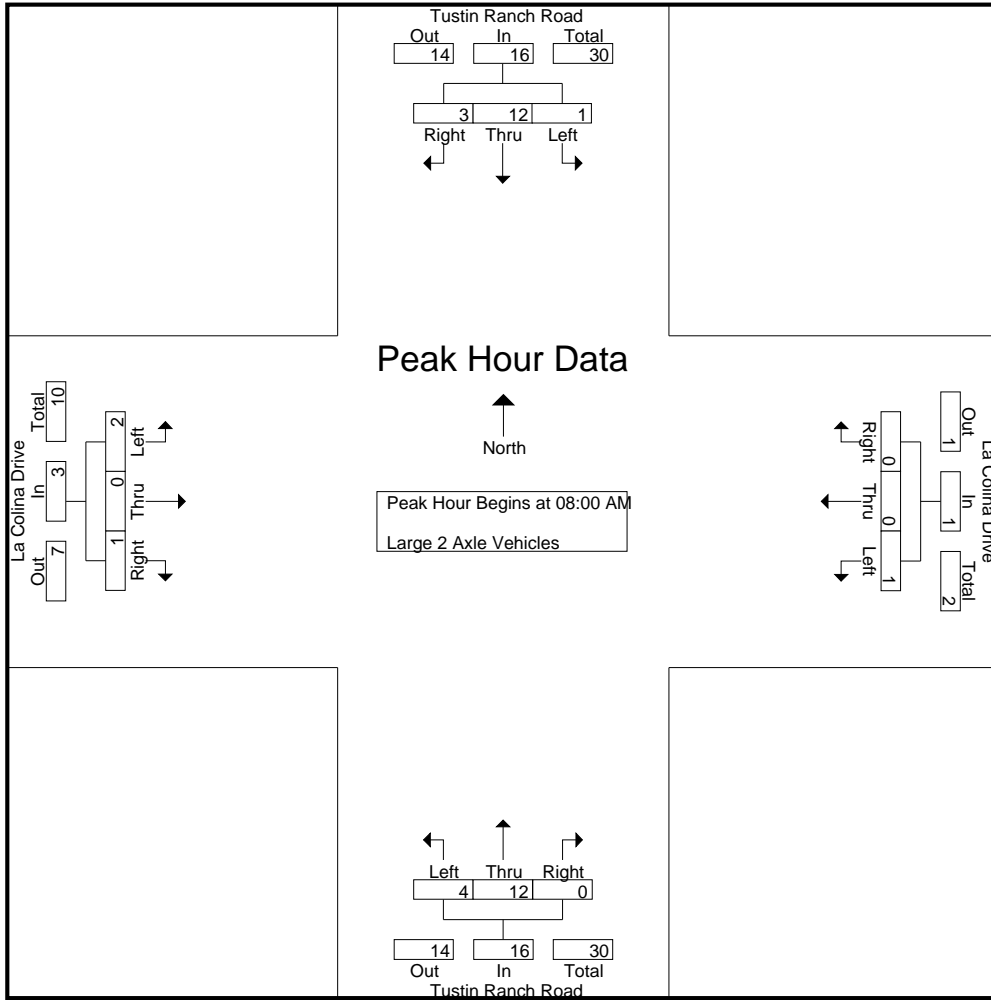 Tustin Ranch Road
Out In Total
14 16 30
3 12 1
Right Thru Left
Peak Hour Data
North
Peak Hour Begins at 08:00 AM
Large 2 Axle Vehicles
La Colina Drive
Out In Total
7 3 10
Left Thru Right
2 0 1
La Colina Drive
Out In Total
1 1 2
Right Thru Left
0 0 1
Left Thru Right
4 12 0
14 16 30
Out In Total
Tustin Ranch Road